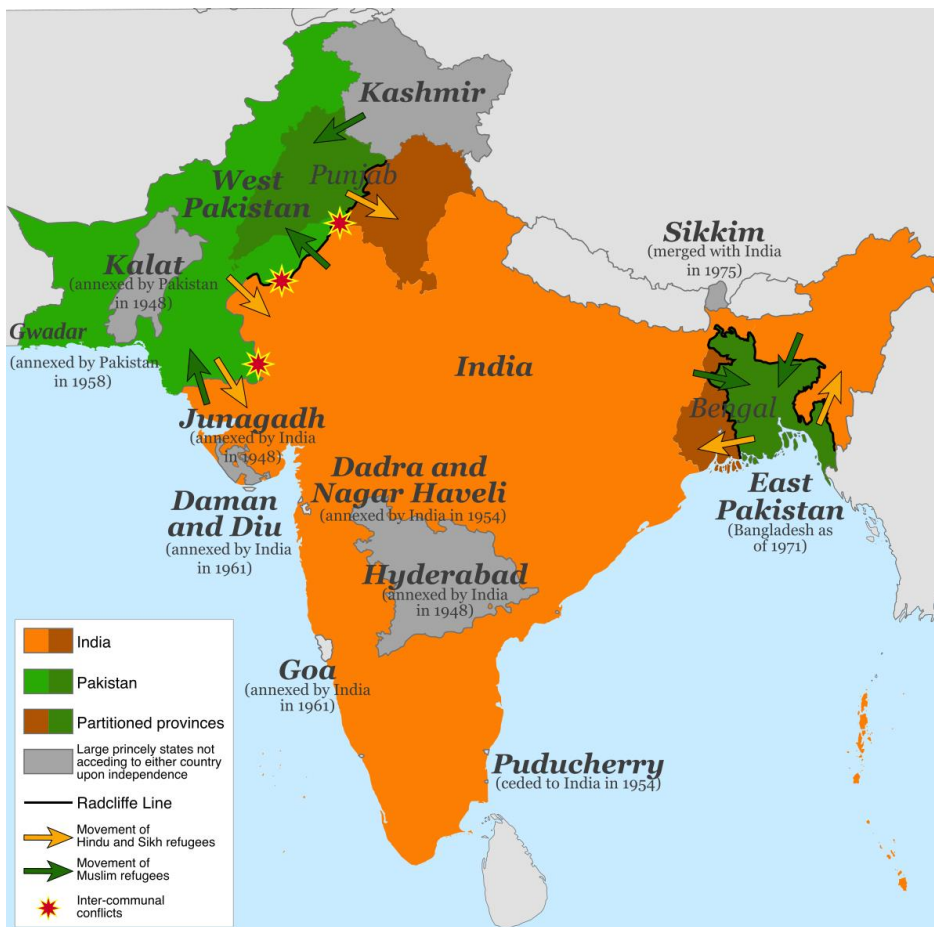 Kashmir
Punjab
West
Pakistan
Sikkim
(merged with India
in 1975)
Kalat
(annexed by Pakistan
in 1948)
Gwadar
(annexed by Pakistan
in 1958)
India
Bengal
Junagadh
(annexed by India
in 1948)
Dadra and
Nagar Haveli
(annexed by India in 1954)
Daman
and Diu
(annexed by India
in 1961)
East
Pakistan
(Bangladesh as
of 1971)
Hyderabad
(annexed by India
in 1948)
Goa
(annexed by India
in 1961)
Puducherry
(ceded to India in 1954)
India
Pakistan
Partitioned provinces
Large princely states not
acceding to either country
upon independence
Radcliffe Line
Movement of
Hindu and Sikh refugees
Movement of
Muslim refugees
Inter-communal
conflicts